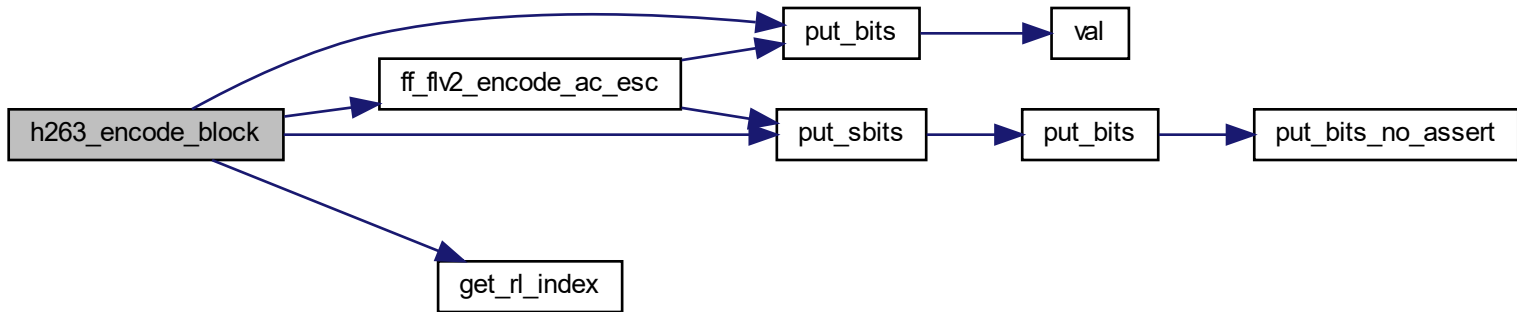 put_bits
val
ff_flv2_encode_ac_esc
h263_encode_block
put_sbits
put_bits
put_bits_no_assert
get_rl_index